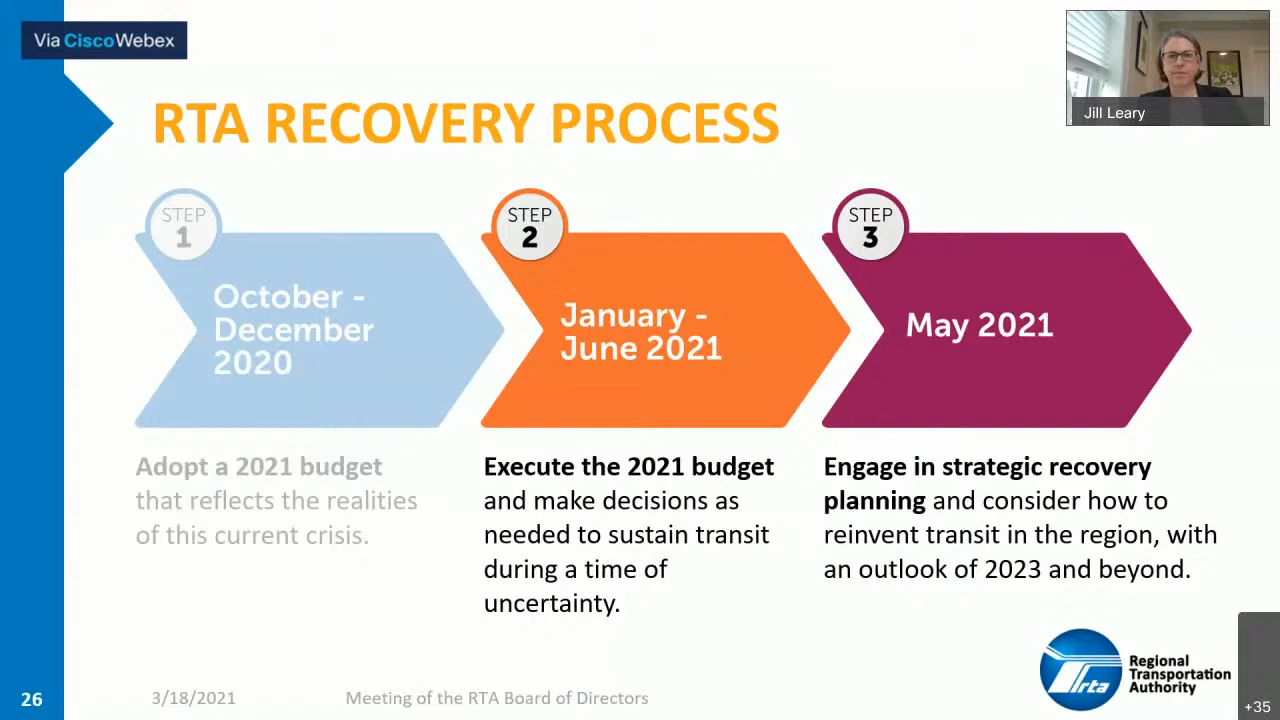 Via Cisco Webex
Jill Leary
RTA RECOVERY PROCESS
STEP
1
October -
December
2020
Adopt a 2021 budget
that reflects the realities
of this current crisis.
STEP
2
January -
June 2021
Execute the 2021 budget
and make decisions as
needed to sustain transit
during a time of
uncertainty.
STEP
3
May 2021
Engage in strategic recovery
planning and consider how to
reinvent transit in the region, with
an outlook of 2023 and beyond.
rta
Regional
Transportation
Authority
26
3/18/2021
Meeting of the RTA Board of Directors
+35